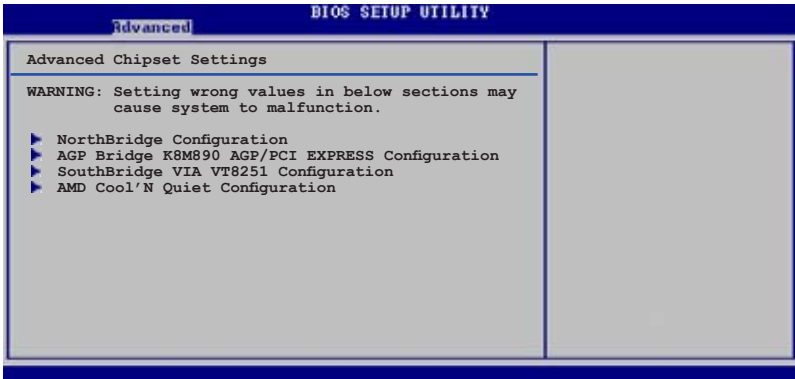 BIOS SETUP UTILITY
Advanced
Advanced Chipset Settings
WARNING: Setting wrong values in below sections may
cause system to malfunction.
NorthBridge Configuration
AGP Bridge K8M890 AGP/PCI EXPRESS Configuration
SouthBridge VIA VT8251 Configuration
AMD Cool'N Quiet Configuration